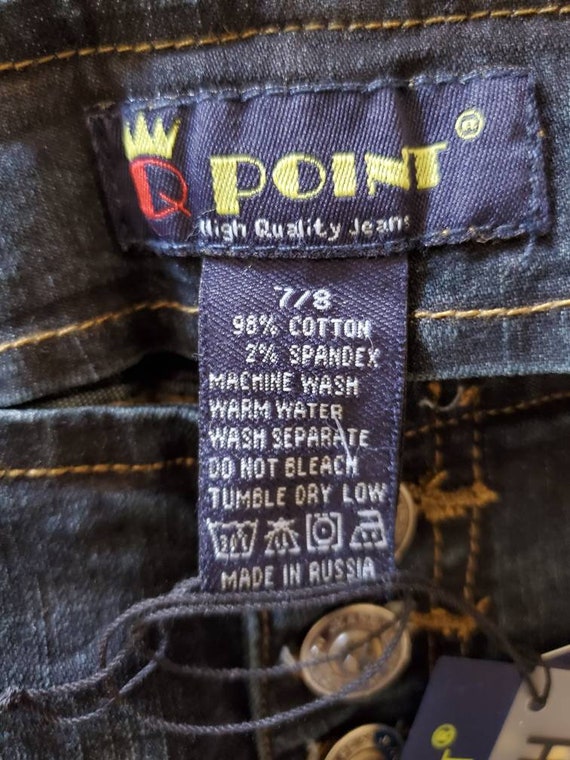 Q POINT®
High Quality Jeans
7/8
98% COTTON
2% SPANDEX
MACHINE WASH
WARM WATER
WASH SEPARATE
DO NOT BLEACH
TUMBLE DRY LOW
MADE IN RUSSIA